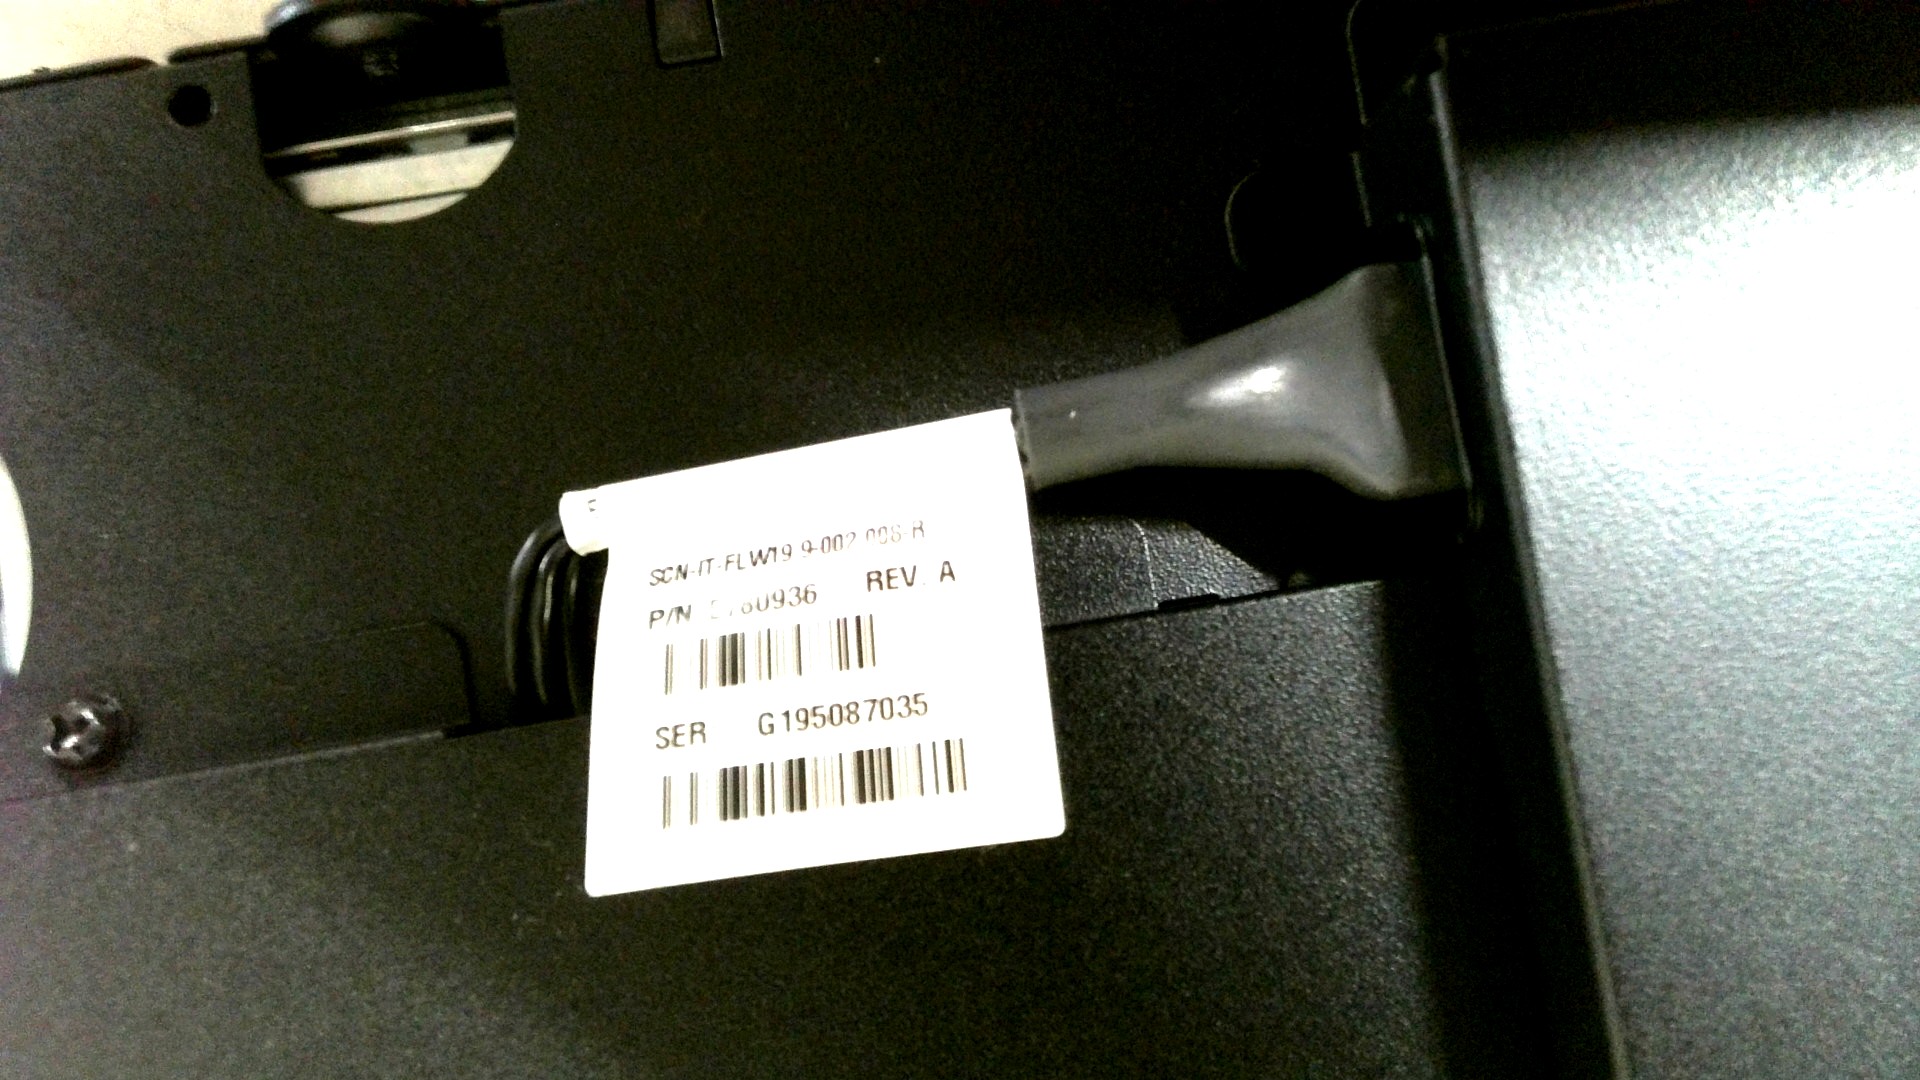 SCN-IT-FLW19.9-002-008-R
P/N REV. A
SER G195087035